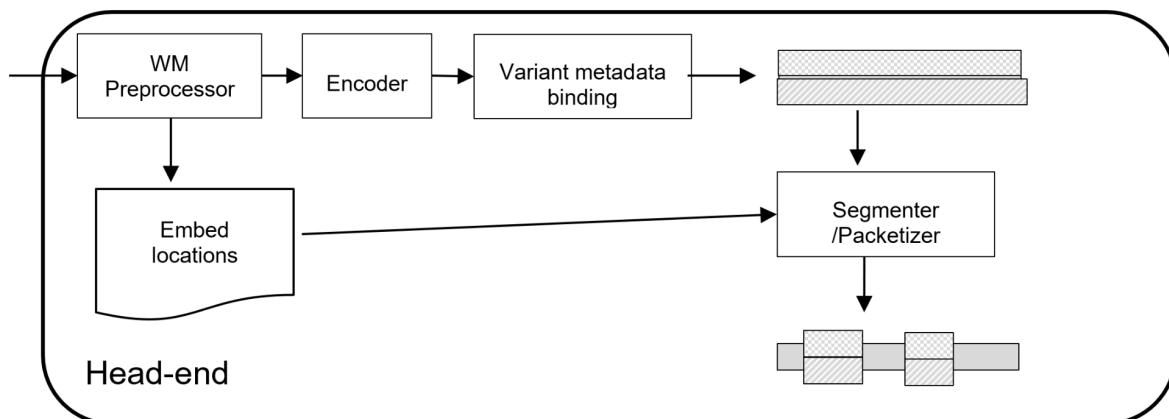 WM
Preprocessor
Encoder
Variant metadata
binding
Embed
locations
Segmenter
/Packetizer
Head-end